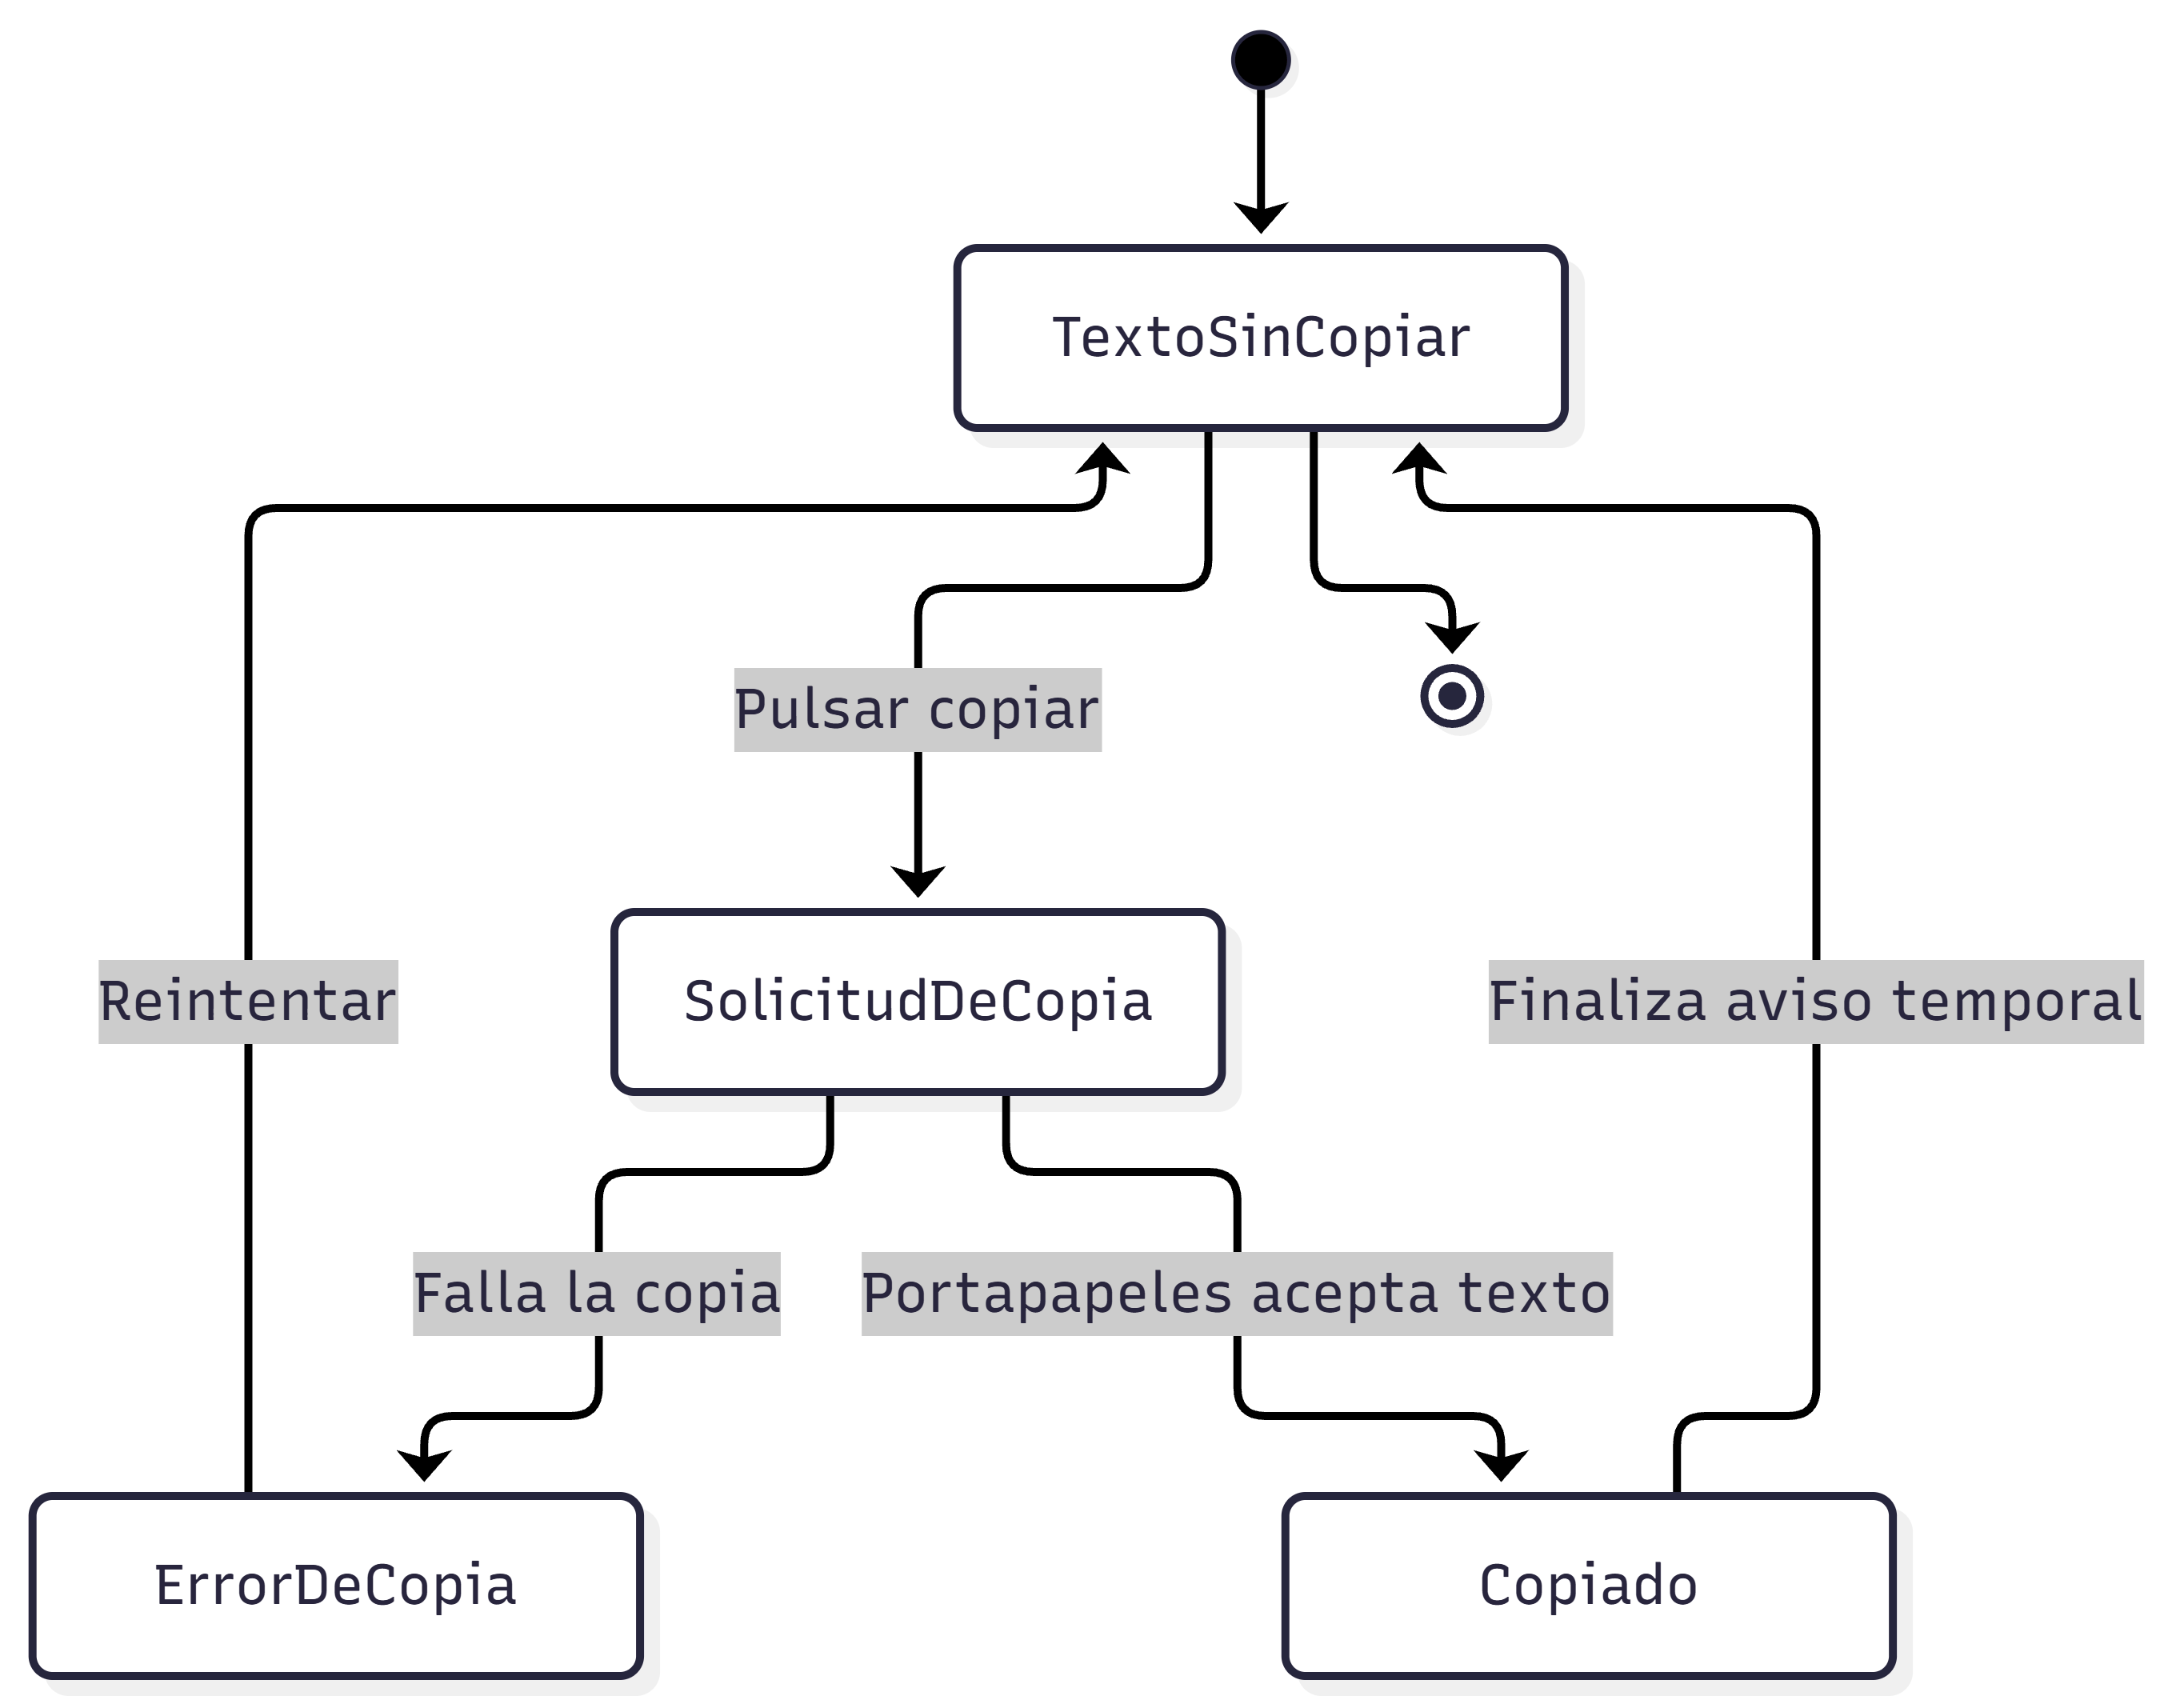 TextoSinCopiar
Pulsar copiar
Reintentar
SolicitudDeCopia
Finaliza aviso temporal
Falla la copia
Portapapeles acepta texto
ErrorDeCopia
Copiado